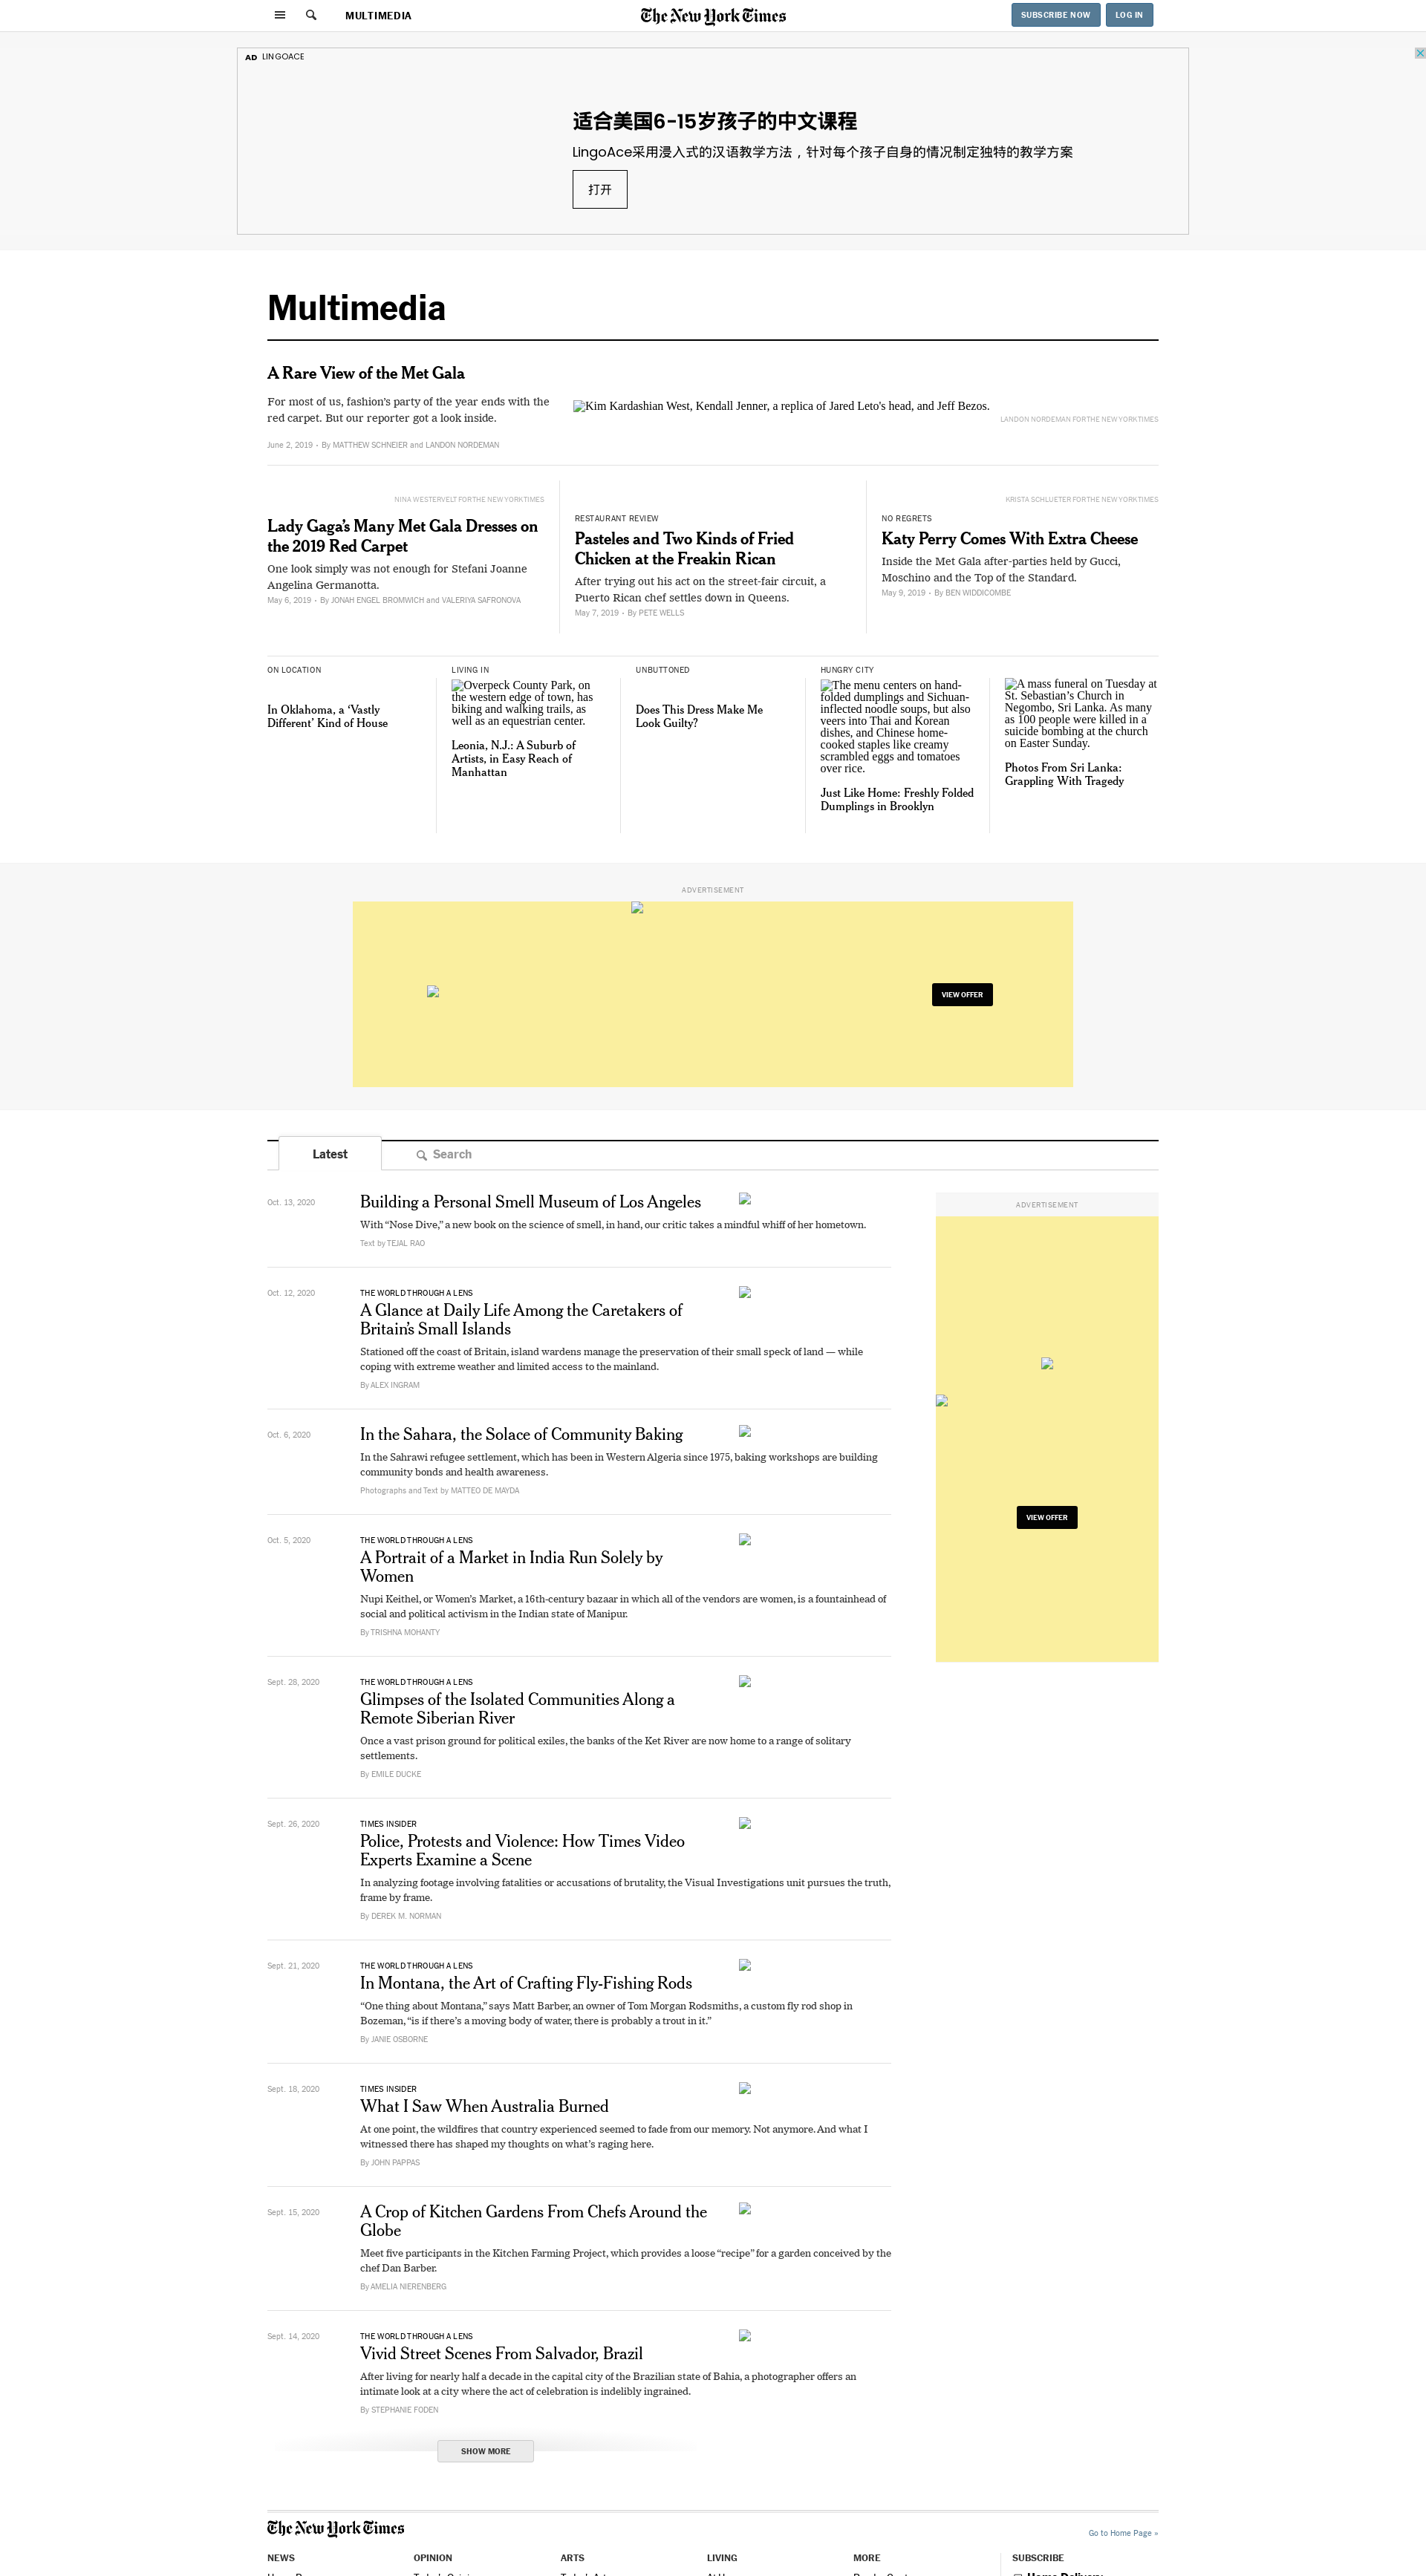 MULTIMEDIA
The New York Times
SUBSCRIBE NOW
LOG IN
AD LINGOACE
适合美国6-15岁孩子的中文课程
LingoAce采用浸入式的汉语教学方法，针对每个孩子自身的情况制定独特的教学方案
打开
Multimedia
A Rare View of the Met Gala
For most of us, fashion's party of the year ends with the
red carpet. But our reporter got a look inside.
June 2, 2019 • By MATTHEW SCHNEIER and LANDON NORDEMAN
Kim Kardashian West, Kendall Jenner, a replica of Jared Leto's head, and Jeff Bezos.
LANDON NORDEMAN FOR THE NEW YORK TIMES
NINA WESTERVELT FOR THE NEW YORK TIMES
Lady Gaga’s Many Met Gala Dresses on
the 2019 Red Carpet
One look simply was not enough for Stefani Joanne
Angelina Germanotta.
May 6, 2019 • By JONAH ENGEL BROMWICH and VALERIYA SAFRONOVA
RESTAURANT REVIEW
Pasteles and Two Kinds of Fried
Chicken at the Freakin Rican
After trying out his act on the street-fair circuit, a
Puerto Rican chef settles down in Queens.
May 7, 2019 • By PETE WELLS
KRISTA SCHLUETER FOR THE NEW YORK TIMES
NO REGRETS
Katy Perry Comes With Extra Cheese
Inside the Met Gala after-parties held by Gucci,
Moschino and the Top of the Standard.
May 9, 2019 • By BEN WIDDICOMBE
ON LOCATION
In Oklahoma, a ‘Vastly
Different’ Kind of House
LIVING IN
Overpeck County Park, on
the western edge of town, has
biking and walking trails, as
well as an equestrian center.
Leonia, N.J.: A Suburb of
Artists, in Easy Reach of
Manhattan
UNBUTTONED
Does This Dress Make Me
Look Guilty?
HUNGRY CITY
The menu centers on hand-
folded dumplings and Sichuan-
inflected noodle soups, but also
veers into Thai and Korean
dishes, and Chinese home-
cooked staples like creamy
scrambled eggs and tomatoes
over rice.
Just Like Home: Freshly Folded
Dumplings in Brooklyn
A mass funeral on Tuesday at
St. Sebastian’s Church in
Negombo, Sri Lanka. As many
as 100 people were killed in a
suicide bombing at the church
on Easter Sunday.
Photos From Sri Lanka:
Grappling With Tragedy
ADVERTISEMENT
VIEW OFFER
Latest
Search
Oct. 13, 2020
Building a Personal Smell Museum of Los Angeles
With “Nose Dive,” a new book on the science of smell, in hand, our critic takes a mindful whiff of her hometown.
Text by TEJAL RAO
ADVERTISEMENT
VIEW OFFER
Oct. 12, 2020
THE WORLD THROUGH A LENS
A Glance at Daily Life Among the Caretakers of
Britain’s Small Islands
Stationed off the coast of Britain, island wardens manage the preservation of their small speck of land — while
coping with extreme weather and limited access to the mainland.
By ALEX INGRAM
Oct. 6, 2020
In the Sahara, the Solace of Community Baking
In the Sahrawi refugee settlement, which has been in Western Algeria since 1975, baking workshops are building
community bonds and health awareness.
Photographs and Text by MATTEO DE MAYDA
Oct. 5, 2020
THE WORLD THROUGH A LENS
A Portrait of a Market in India Run Solely by
Women
Nupi Keithel, or Women’s Market, a 16th-century bazaar in which all of the vendors are women, is a fountainhead of
social and political activism in the Indian state of Manipur.
By TRISHNA MOHANTY
Sept. 28, 2020
THE WORLD THROUGH A LENS
Glimpses of the Isolated Communities Along a
Remote Siberian River
Once a vast prison ground for political exiles, the banks of the Ket River are now home to a range of solitary
settlements.
By EMILE DUCKE
Sept. 26, 2020
TIMES INSIDER
Police, Protests and Violence: How Times Video
Experts Examine a Scene
In analyzing footage involving fatalities or accusations of brutality, the Visual Investigations unit pursues the truth,
frame by frame.
By DEREK M. NORMAN
Sept. 21, 2020
THE WORLD THROUGH A LENS
In Montana, the Art of Crafting Fly-Fishing Rods
“One thing about Montana,” says Matt Barber, an owner of Tom Morgan Rodsmiths, a custom fly rod shop in
Bozeman, “is if there’s a moving body of water, there is probably a trout in it.”
By JANIE OSBORNE
Sept. 18, 2020
TIMES INSIDER
What I Saw When Australia Burned
At one point, the wildfires that country experienced seemed to fade from our memory. Not anymore. And what I
witnessed there has shaped my thoughts on what’s raging here.
By JOHN PAPPAS
Sept. 15, 2020
A Crop of Kitchen Gardens From Chefs Around the
Globe
Meet five participants in the Kitchen Farming Project, which provides a loose “recipe” for a garden conceived by the
chef Dan Barber.
By AMELIA NIERENBERG
Sept. 14, 2020
THE WORLD THROUGH A LENS
Vivid Street Scenes From Salvador, Brazil
After living for nearly half a decade in the capital city of the Brazilian state of Bahia, a photographer offers an
intimate look at a city where the act of celebration is indelibly ingrained.
By STEPHANIE FODEN
SHOW MORE
The New York Times
Go to Home Page »
NEWS
OPINION
ARTS
LIVING
MORE
SUBSCRIBE